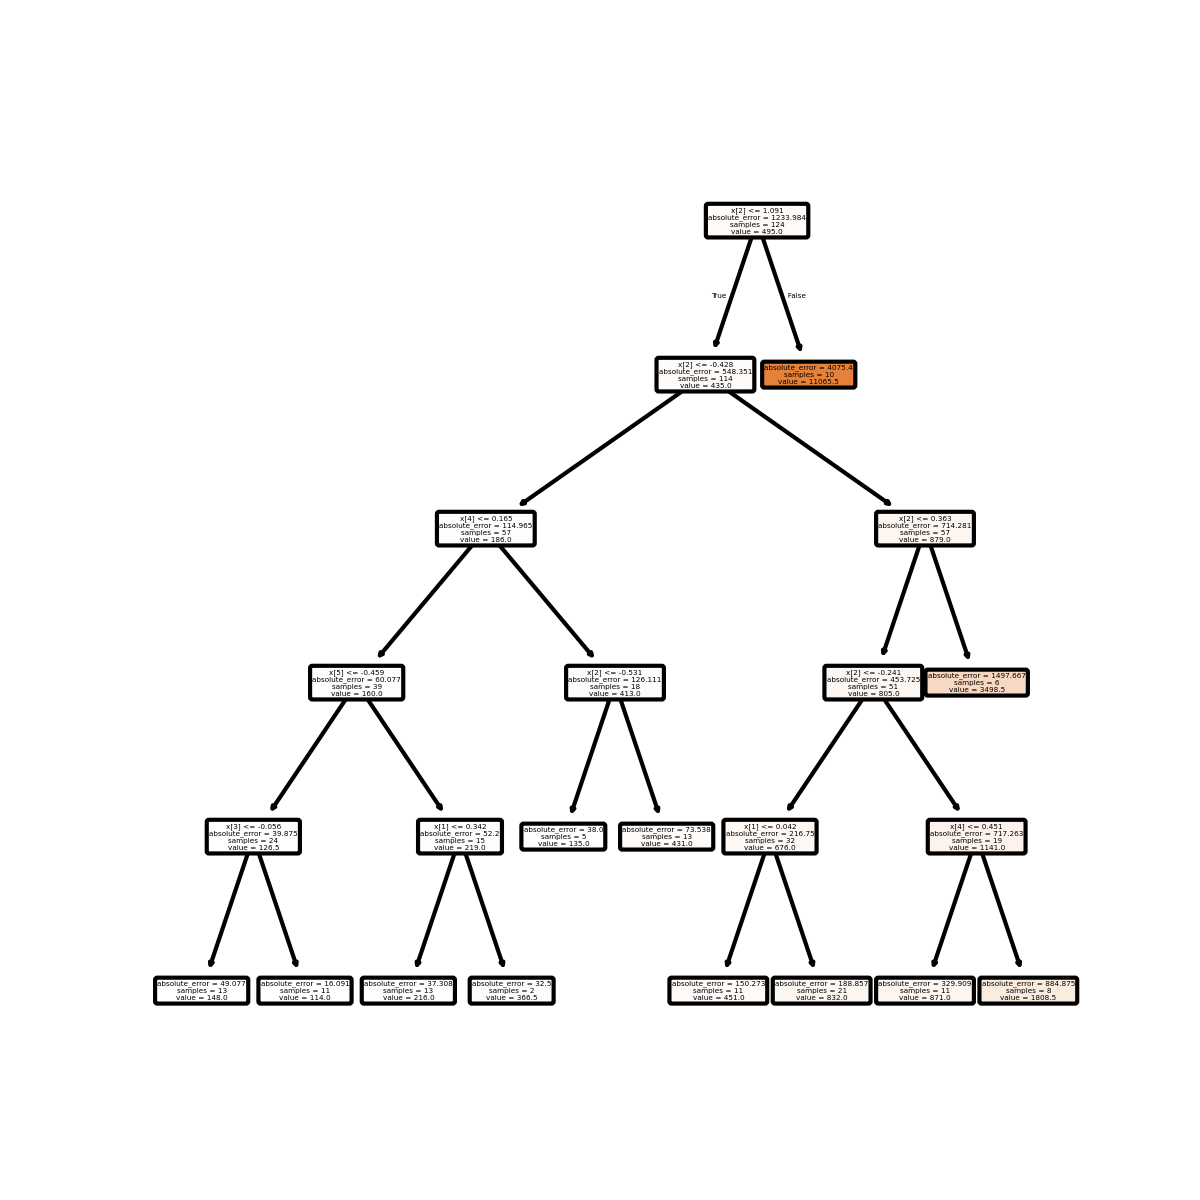 x[2] <= 1.091
absolute_error = 1233.984
samples = 124
value = 495.0
True
False
x[2] <= -0.428
absolute_error = 548.351
samples = 114
value = 435.0
absolute_error = 4075.4
samples = 10
value = 11065.5
x[4] <= 0.165
absolute_error = 114.965
samples = 57
value = 186.0
x[2] <= 0.363
absolute_error = 714.281
samples = 57
value = 879.0
x[5] <= -0.459
absolute_error = 60.077
samples = 39
value = 160.0
x[2] <= -0.531
absolute_error = 126.111
samples = 18
value = 413.0
x[2] <= -0.241
absolute_error = 453.725
samples = 51
value = 805.0
absolute_error = 1497.667
samples = 6
value = 3498.5
x[3] <= -0.056
absolute_error = 39.875
samples = 24
value = 126.5
x[1] <= 0.342
absolute_error = 52.2
samples = 15
value = 219.0
absolute_error = 38.0
samples = 5
value = 135.0
absolute_error = 73.538
samples = 13
value = 431.0
x[1] <= 0.042
absolute_error = 216.75
samples = 32
value = 676.0
x[4] <= 0.451
absolute_error = 717.263
samples = 19
value = 1141.0
absolute_error = 49.077
samples = 13
value = 148.0
absolute_error = 16.091
samples = 11
value = 114.0
absolute_error = 37.308
samples = 13
value = 216.0
absolute_error = 32.5
samples = 2
value = 366.5
absolute_error = 150.273
samples = 11
value = 451.0
absolute_error = 188.857
samples = 21
value = 832.0
absolute_error = 329.909
samples = 11
value = 871.0
absolute_error = 884.875
samples = 8
value = 1808.5